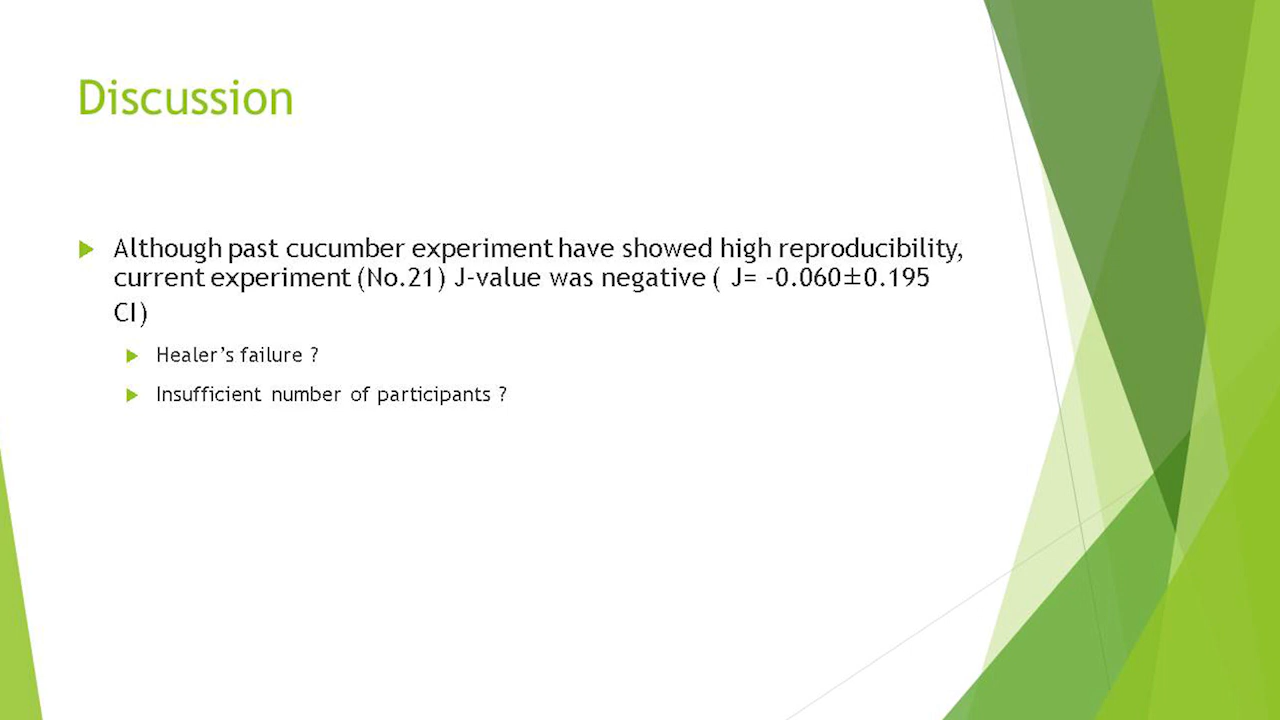 Discussion
Although past cucumber experiment have showed high reproducibility,
current experiment (No.21) J-value was negative ( J= -0.060±0.195
CI)
Healer’s failure ?
Insufficient number of participants ?